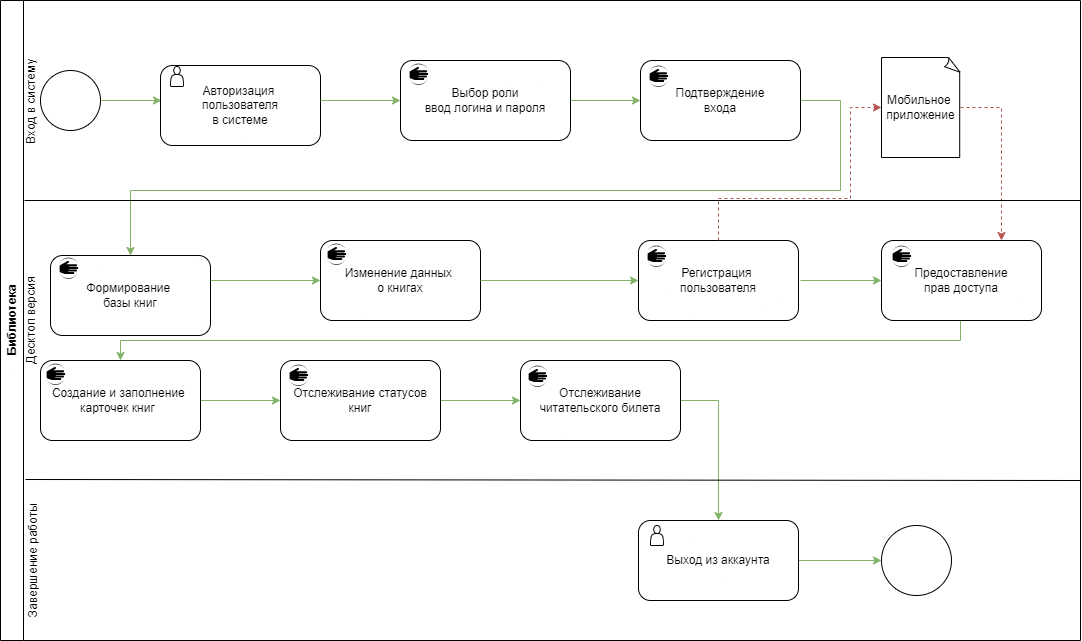 Библиотека
Вход в систему
Авторизация
пользователя
в системе
Выбор роли
ввод логина и пароля
Подтверждение
входа
Мобильное
приложение
Десктоп версия
Формирование
базы книг
Изменение данных
о книгах
Регистрация
пользователя
Предоставление
прав доступа
Создание и заполнение
карточек книг
Отслеживание статусов
книг
Отслеживание
читательского билета
Завершение работы
Выход из аккаунта